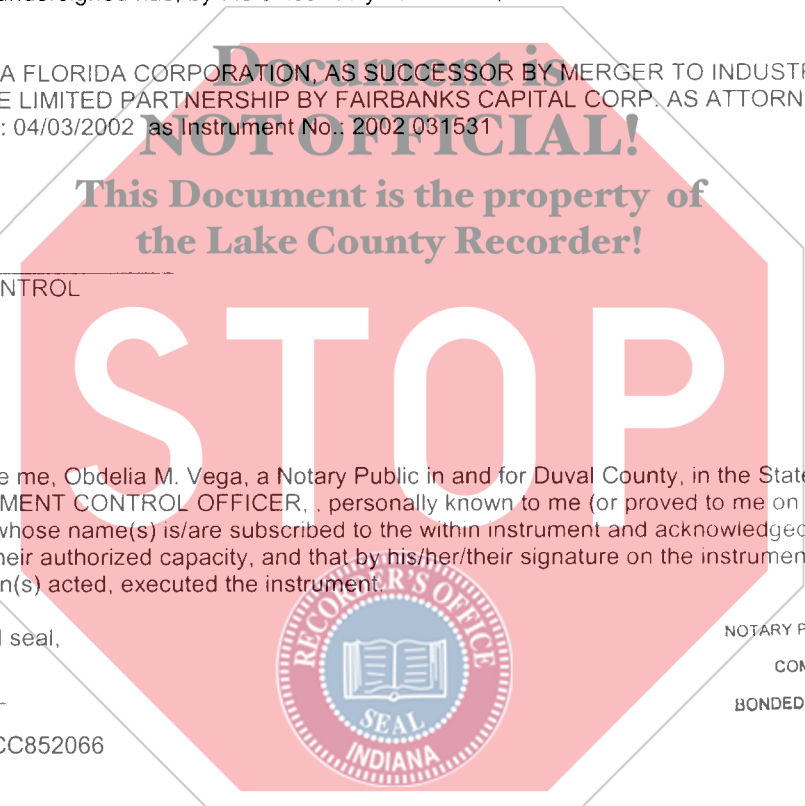 Document is
A FLORIDA CORPORATION, AS SUCCESSOR BY MERGER TO
LIMITED PARTNERSHIP BY FAIRBANKS CAPITAL CORP. AS
: 04/03/2002 as Instrument No.: 2002 031531
NOT OFFICIAL!
This Document is the property of
the Lake County Recorder!
NTROL
STOP
me, Obdelia M. Vega, a Notary Public in and for Duval County, in the State
MENT CONTROL OFFICER, . personally known to me (or proved to me on
whose name(s) is/are subscribed to the within instrument and acknowledged
heir authorized capacity, and that by his/her/their signature on the instrument
n(s) acted, executed the instrument.
RECORDER'S OFFICE
SEAL
INDIANA
seal,
NOTARY P
COM
BONDED
CC852066